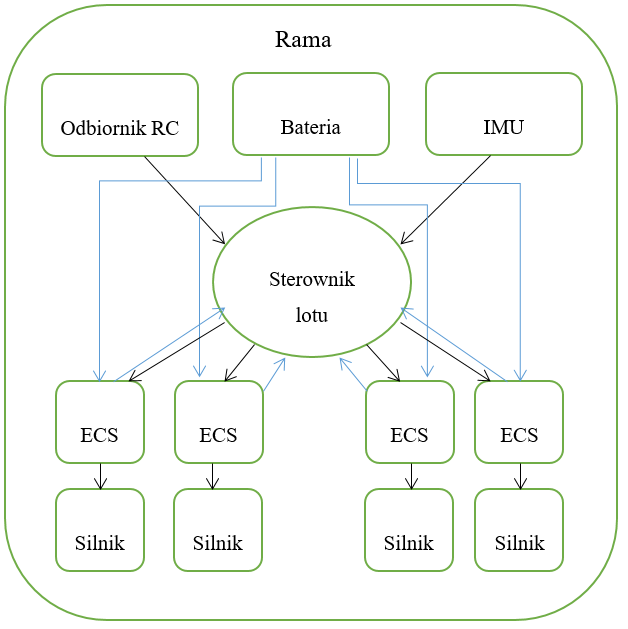 Rama
Odbiornik RC
Bateria
IMU
Sterownik
lotu
ECS
ECS
ECS
ECS
Silnik
Silnik
Silnik
Silnik